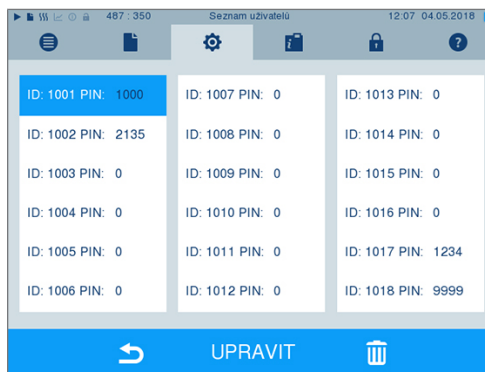 487 : 350 Seznam uživatelů 12:07 04.05.2018
ID: 1001 PIN: 1000
ID: 1002 PIN: 2135
ID: 1003 PIN: 0
ID: 1004 PIN: 0
ID: 1005 PIN: 0
ID: 1006 PIN: 0
ID: 1007 PIN: 0
ID: 1008 PIN: 0
ID: 1009 PIN: 0
ID: 1010 PIN: 0
ID: 1011 PIN: 0
ID: 1012 PIN: 0
ID: 1013 PIN: 0
ID: 1014 PIN: 0
ID: 1015 PIN: 0
ID: 1016 PIN: 0
ID: 1017 PIN: 1234
ID: 1018 PIN: 9999
UPRAVIT